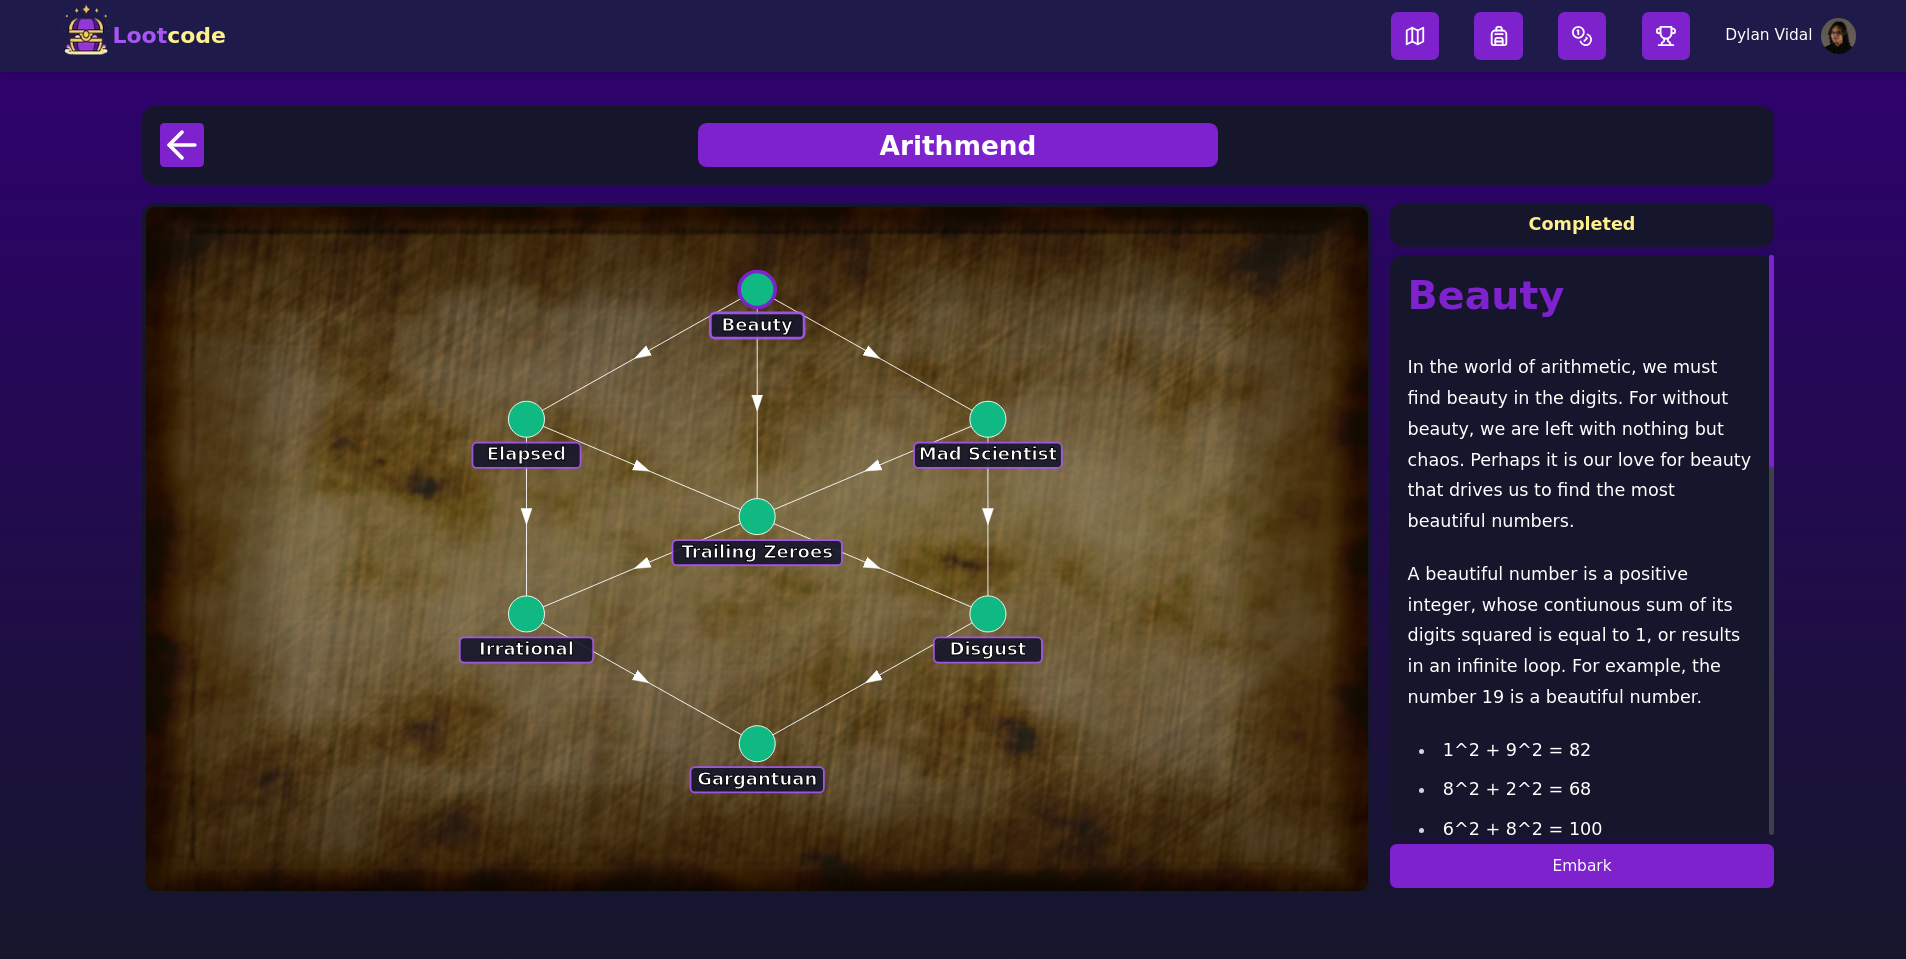 Lootcode
Dylan Vidal
Arithmend
Beauty
Elapsed
Mad Scientist
Trailing Zeroes
Irrational
Disgust
Gargantuan
Completed
Beauty
In the world of arithmetic, we must
find beauty in the digits. For without
beauty, we are left with nothing but
chaos. Perhaps it is our love for beauty
that drives us to find the most
beautiful numbers.
A beautiful number is a positive
integer, whose contiunous sum of its
digits squared is equal to 1, or results
in an infinite loop. For example, the
number 19 is a beautiful number.
• 1^2 + 9^2 = 82
• 8^2 + 2^2 = 68
• 6^2 + 8^2 = 100
Embark